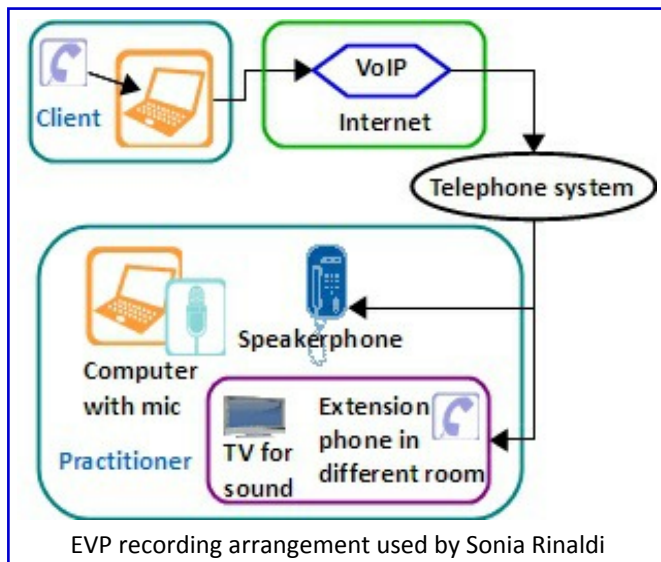 VoIP
Client
Internet
Telephone system
Speakerphone
Computer
with mic
Practitioner
TV for
sound
Extension
phone in
different room
EVP recording arrangement used by Sonia Rinaldi